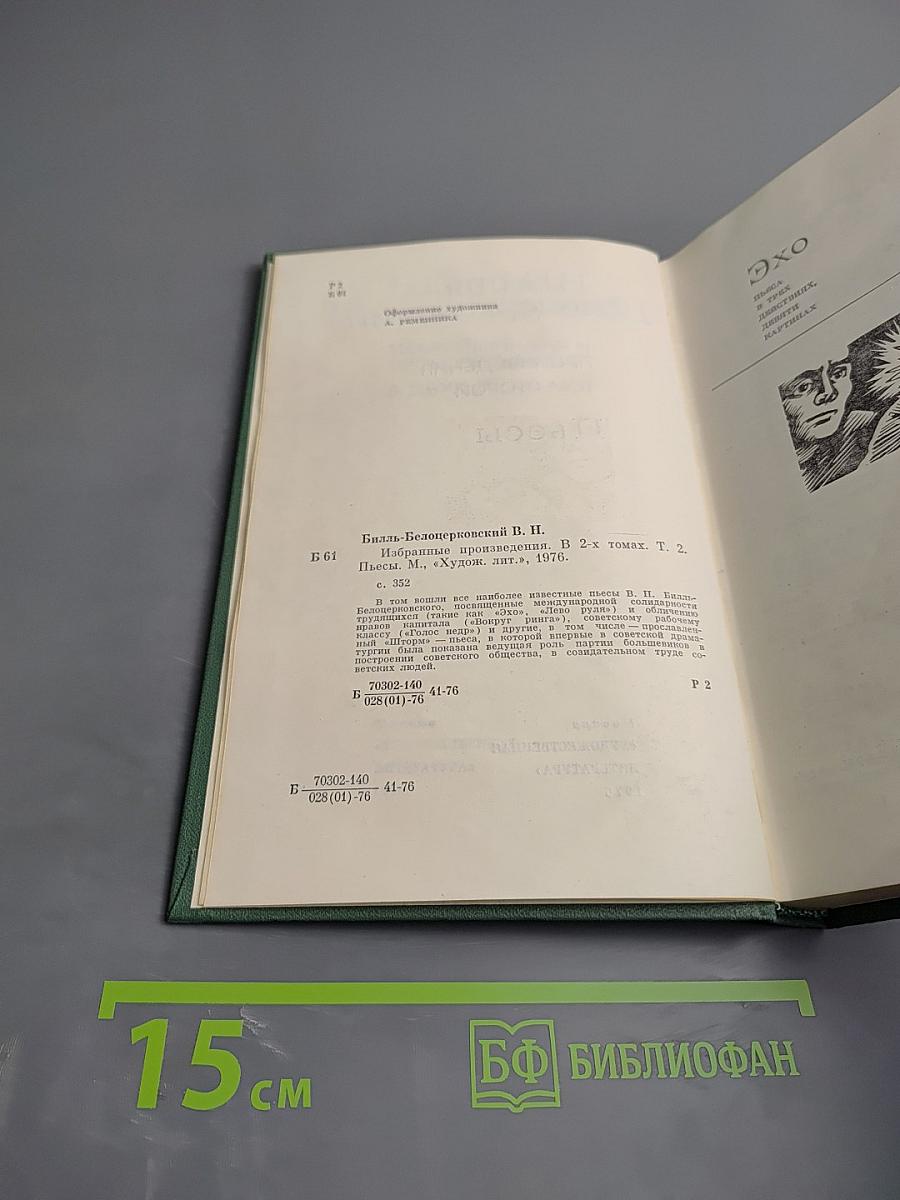 Р 2
Б 61
Оформление художника
А. РЕМЕННИКА
ПЬЕСЫ
Билль-Белоцерковский В. Н.
Б 61
Избранные произведения. В 2-х томах. Т. 2.
Пьесы. М., «Худож. лит.», 1976.
с. 352
В том вошли все наиболее известные пьесы В. Н. Билль-
Белоцерковского, посвященные международной солидарности
трудящихся (такие как «Эхо», «Лево руля») и обличению
нравов капитала («Вокруг ринга»), советскому рабочему
классу («Голос недр») и другие, в том числе — прославлен-
ный «Шторм» — пьеса, в которой впервые в советской драма-
тургии была показана ведущая роль партии большевиков в
построении советского общества, в созидательном труде со-
ветских людей.
Б 70302-140
028(01)-76 41-76
Р 2
Б 70302-140
028(01)-76 41-76
Эхо
ПЬЕСА
В ТРЕХ
ДЕЙСТВИЯХ,
ДЕВЯТИ
КАРТИНАХ
15 см
БФ БИБЛИОФАН